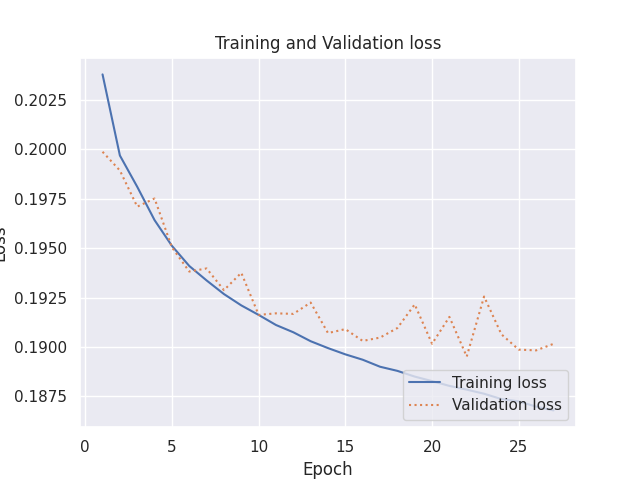 Training and Validation loss
0.2025
0.2000
0.1975
0.1950
0.1925
0.1900
0.1875
Loss
Training loss
Validation loss
0 5 10 15 20 25
Epoch